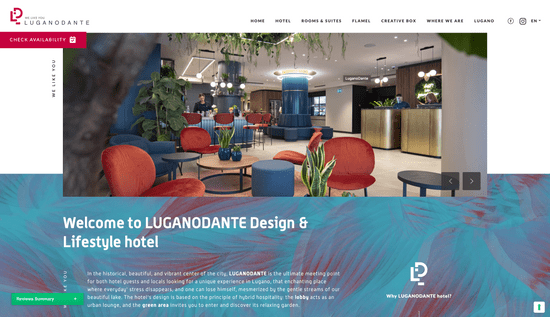 WE LIKE YOU
LUGANODANTE
HOME HOTEL ROOMS & SUITES FLAMEL CREATIVE BOX WHERE WE ARE LUGANO EN
CHECK AVAILABILITY
WE LIKE YOU
LuganoDante
Welcome to LUGANODANTE Design &
Lifestyle hotel
In the historical, beautiful, and vibrant center of the city, LUGANODANTE is the ultimate meeting point
for both hotel guests and locals looking for a unique experience in Lugano, that enchanting place
where everyday' stress disappears, and one can lose himself, mesmerized by the gentle streams of our
beautiful lake. The hotel's design is based on the principle of hybrid hospitality: the lobby acts as
an urban lounge, and the green area invites you to enter and discover its relaxing garden.
WE LIKE YOU
Why LUGANODANTE hotel?
Reviews Summary